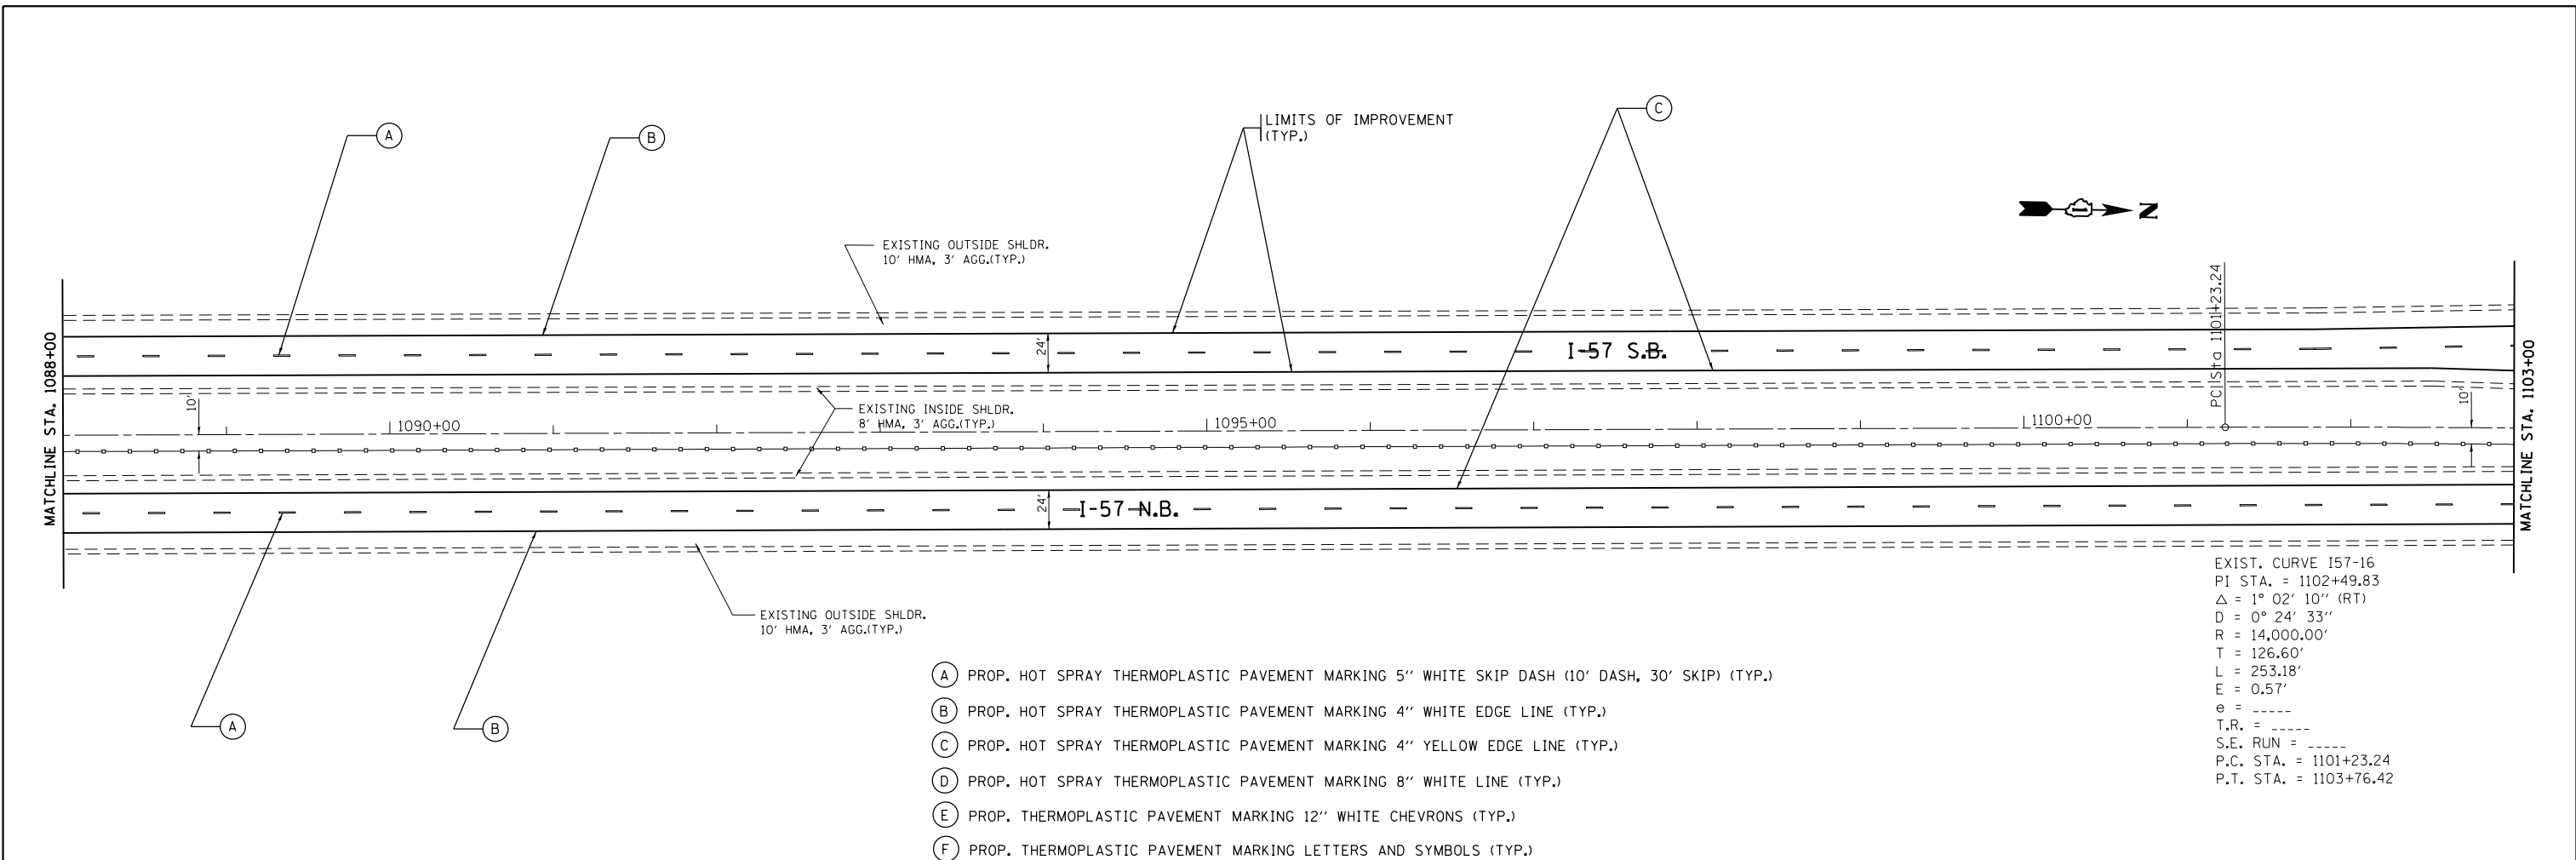 A
B
LIMITS OF IMPROVEMENT
(TYP.)
C
N
EXISTING OUTSIDE SHLDR.
10' HMA, 3' AGG.(TYP.)
PC Sta 1101+23.24
MATCHLINE STA. 1088+00
24'
I-57 S.B.
MATCHLINE STA. 1103+00
10'
1090+00
EXISTING INSIDE SHLDR.
8' HMA, 3' AGG.(TYP.)
1095+00
1100+00
10'
24'
I-57 N.B.
EXISTING OUTSIDE SHLDR.
10' HMA, 3' AGG.(TYP.)
A
B
EXIST. CURVE I57-16
PI STA. = 1102+49.83
Δ = 1° 02' 10'' (RT)
D = 0° 24' 33''
R = 14,000.00'
T = 126.60'
L = 253.18'
E = 0.57'
e = -----
T.R. = -----
S.E. RUN = -----
P.C. STA. = 1101+23.24
P.T. STA. = 1103+76.42
A PROP. HOT SPRAY THERMOPLASTIC PAVEMENT MARKING 5'' WHITE SKIP DASH (10' DASH, 30' SKIP) (TYP.)
B PROP. HOT SPRAY THERMOPLASTIC PAVEMENT MARKING 4'' WHITE EDGE LINE (TYP.)
C PROP. HOT SPRAY THERMOPLASTIC PAVEMENT MARKING 4'' YELLOW EDGE LINE (TYP.)
D PROP. HOT SPRAY THERMOPLASTIC PAVEMENT MARKING 8'' WHITE LINE (TYP.)
E PROP. THERMOPLASTIC PAVEMENT MARKING 12'' WHITE CHEVRONS (TYP.)
F PROP. THERMOPLASTIC PAVEMENT MARKING LETTERS AND SYMBOLS (TYP.)